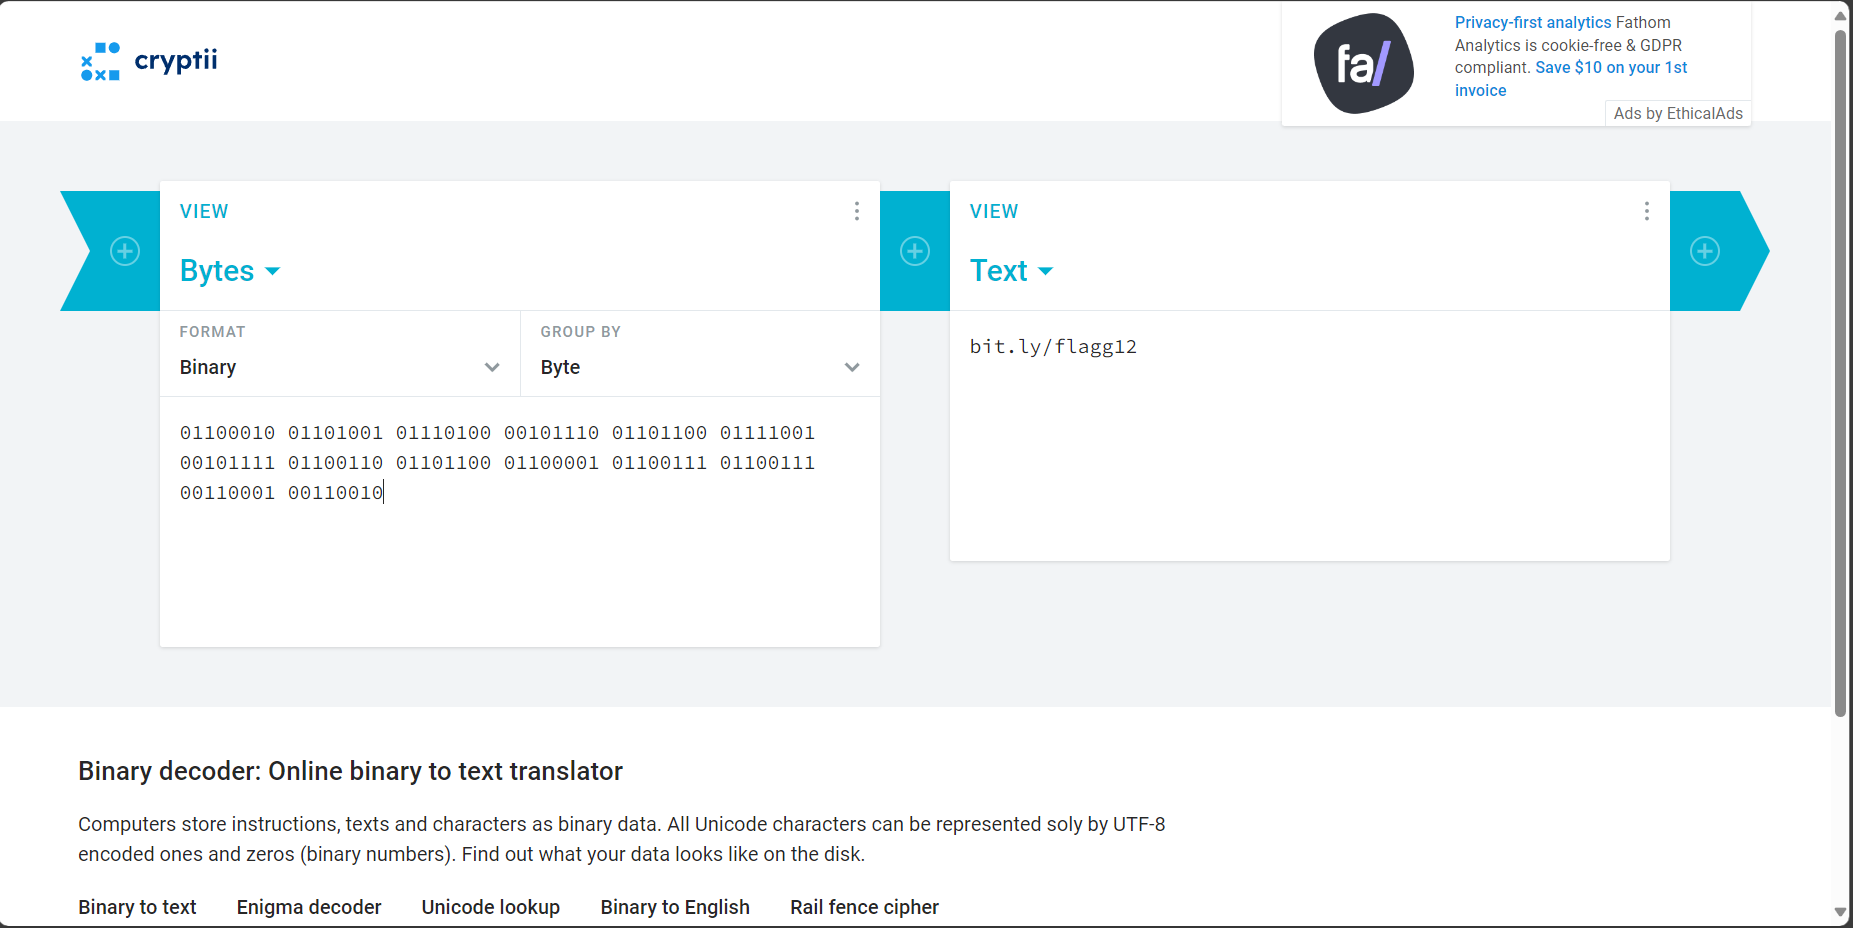 cryptii
fa/
Privacy-first analytics Fathom
Analytics is cookie-free & GDPR
compliant. Save $10 on your 1st
invoice
Ads by EthicalAds
VIEW
Bytes
FORMAT
Binary
GROUP BY
Byte
01100010 01101001 01110100 00101110 01101100 01111001
00101111 01100110 01101100 01100001 01100111 01100111
00110001 00110010
VIEW
Text
bit.ly/flagg12
Binary decoder: Online binary to text translator
Computers store instructions, texts and characters as binary data. All Unicode characters can be represented soly by UTF-8
encoded ones and zeros (binary numbers). Find out what your data looks like on the disk.
Binary to text Enigma decoder Unicode lookup Binary to English Rail fence cipher